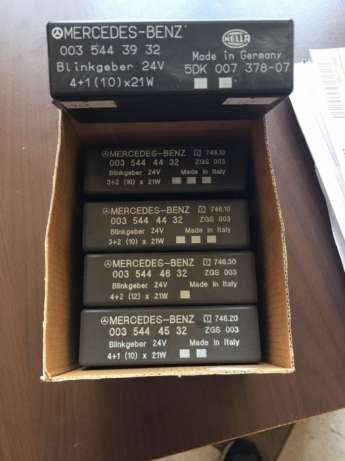 MERCEDES-BENZ HELLA
003 544 39 32 Made in Germany
Blinkgeber 24V 5DK 007 378-07
4+1(10)x21W
MERCEDES-BENZ 746.10
003 544 44 32 ZGS 003
Blinkgeber 24V Made in Italy
3+2 (10) x 21W
MERCEDES-BENZ 746.10
003 544 44 32 ZGS 003
Blinkgeber 24V Made in Italy
3+2 (10) x 21W
MERCEDES-BENZ 746.30
003 544 46 32 ZGS 003
Blinkgeber 24V Made in Italy
4+2 (12) x 21W
MERCEDES-BENZ 746.20
003 544 45 32 ZGS 003
Blinkgeber 24V Made in Italy
4+1 (10) x 21W